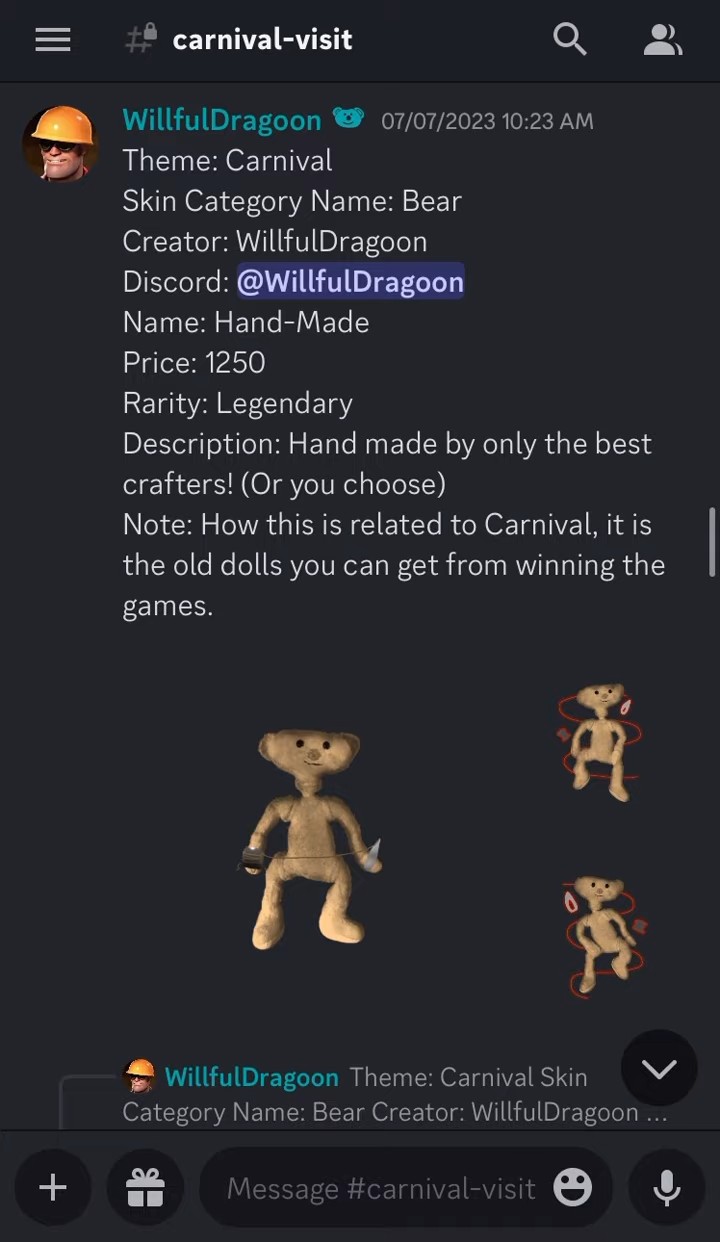 carnival-visit
WillfulDragoon 07/07/2023 10:23 AM
Theme: Carnival
Skin Category Name: Bear
Creator: WillfulDragoon
Discord: @WillfulDragoon
Name: Hand-Made
Price: 1250
Rarity: Legendary
Description: Hand made by only the best
crafters! (Or you choose)
Note: How this is related to Carnival, it is
the old dolls you can get from winning the
games.
WillfulDragoon Theme: Carnival Skin
Category Name: Bear Creator: WillfulDragoon ...
Message #carnival-visit